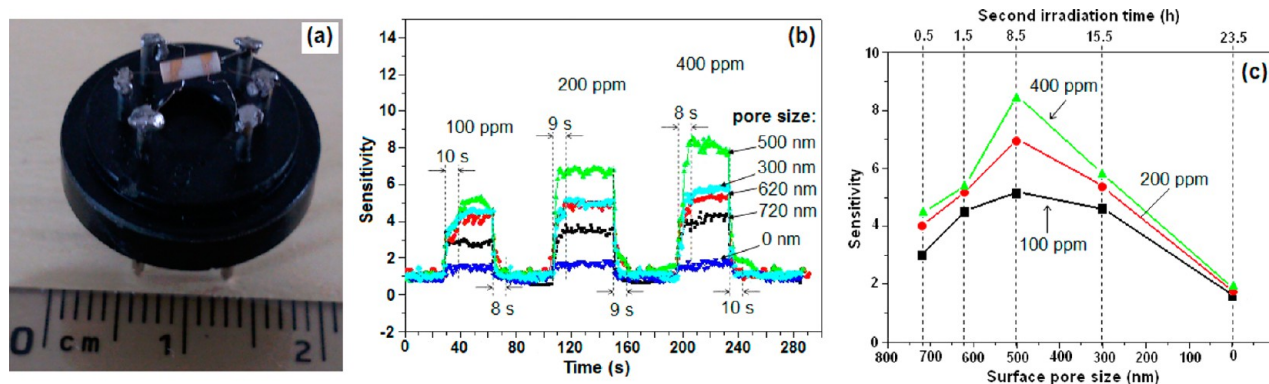 (a)
0 cm 1 2
(b)
14
12
10
8
6
4
2
0
-2
Sensitivity
400 ppm
200 ppm
100 ppm
10 s
9 s
8 s
pore size:
500 nm
300 nm
620 nm
720 nm
0 nm
8 s
9 s
10 s
0 40 80 120 160 200 240 280
Time (s)
Second irradiation time (h)
0.5 1.5 8.5 15.5 23.5
(c)
10
8
6
4
2
0
Sensitivity
400 ppm
200 ppm
100 ppm
800 700 600 500 400 300 200 100 0
Surface pore size (nm)